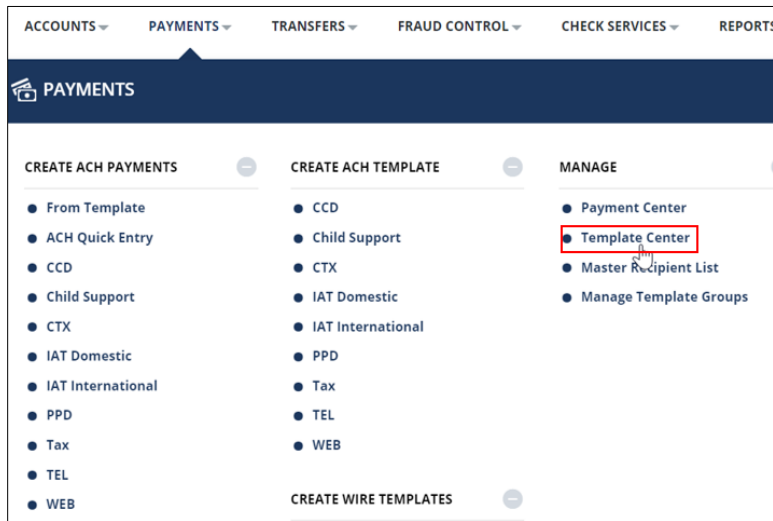 ACCOUNTS PAYMENTS TRANSFERS FRAUD CONTROL CHECK SERVICES REPORTS
PAYMENTS
CREATE ACH PAYMENTS
From Template
ACH Quick Entry
CCD
Child Support
CTX
IAT Domestic
IAT International
PPD
Tax
TEL
WEB
CREATE ACH TEMPLATE
CCD
Child Support
CTX
IAT Domestic
IAT International
PPD
Tax
TEL
WEB
CREATE WIRE TEMPLATES
MANAGE
Payment Center
Template Center
Master Recipient List
Manage Template Groups